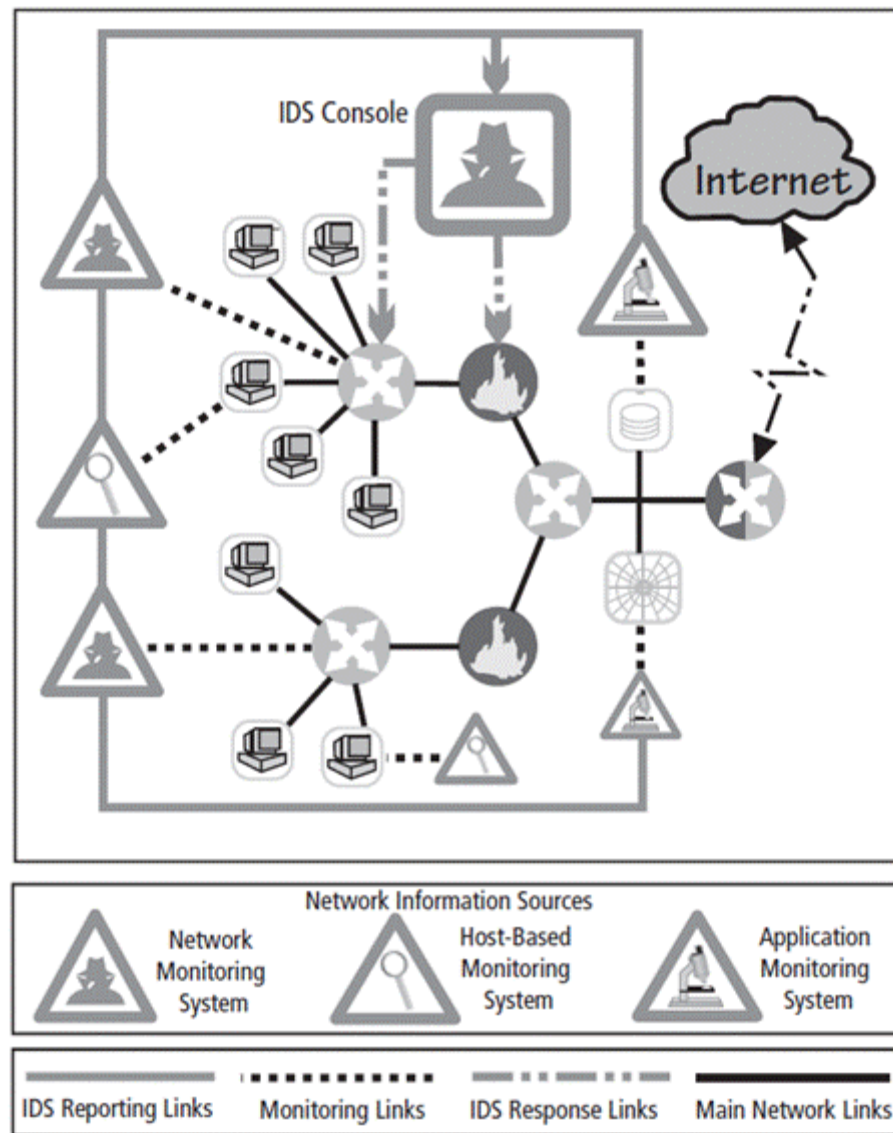 IDS Console
Internet
Network Information Sources
Network
Monitoring
System
Host-Based
Monitoring
System
Application
Monitoring
System
IDS Reporting Links
Monitoring Links
IDS Response Links
Main Network Links